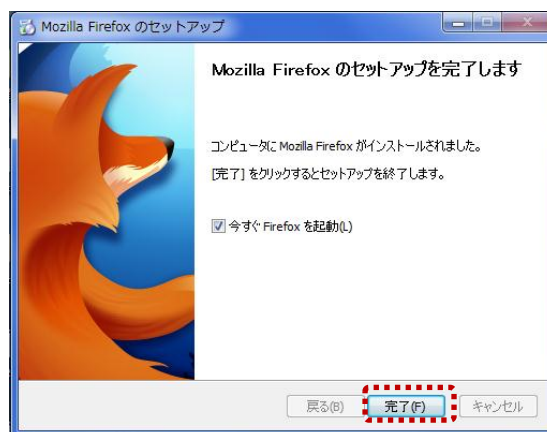 Mozilla Firefox のセットアップ
Mozilla Firefox のセットアップを完了します
コンピュータに Mozilla Firefox がインストールされました。
[完了] をクリックするとセットアップを終了します。
今すぐ Firefox を起動(L)
戻る(B) 完了(F) キャンセル